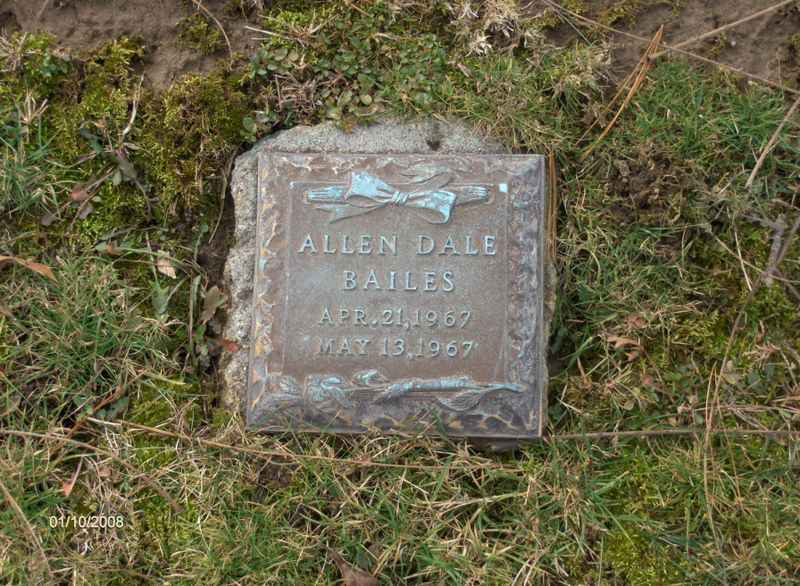 ALLEN DALE
BAILES
APR. 21, 1967
MAY 13, 1967
01/10/2008